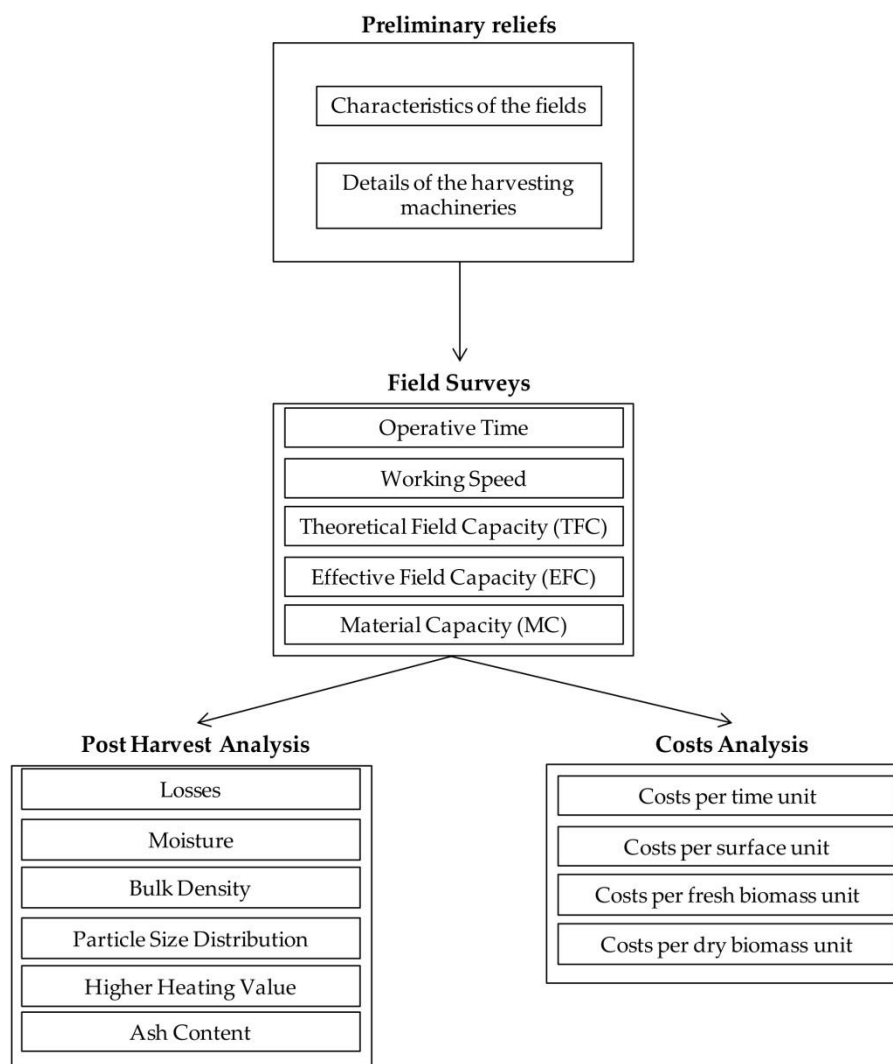 Preliminary reliefs
Characteristics of the fields
Details of the harvesting
machineries
Field Surveys
Operative Time
Working Speed
Theoretical Field Capacity (TFC)
Effective Field Capacity (EFC)
Material Capacity (MC)
Post Harvest Analysis
Losses
Moisture
Bulk Density
Particle Size Distribution
Higher Heating Value
Ash Content
Costs Analysis
Costs per time unit
Costs per surface unit
Costs per fresh biomass unit
Costs per dry biomass unit